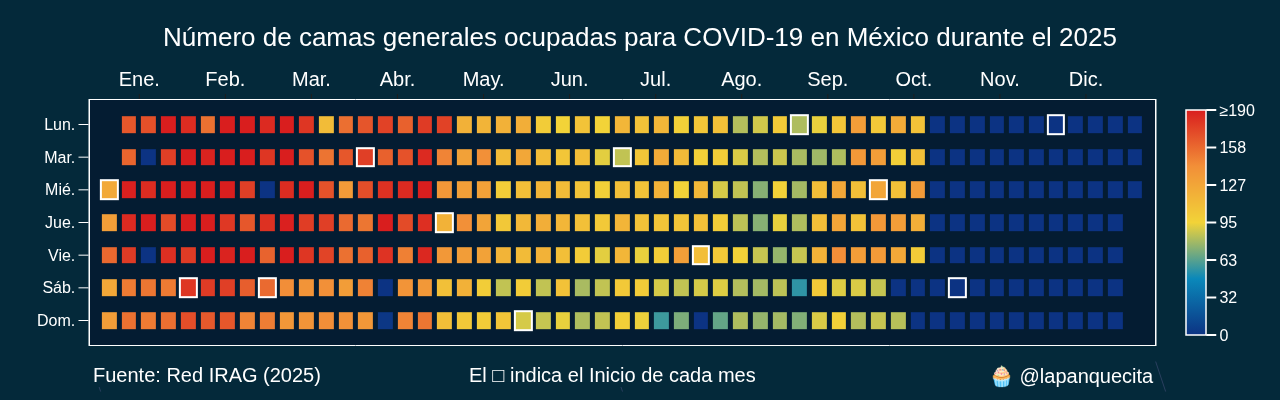 Número de camas generales ocupadas para COVID-19 en México durante el 2025
Ene. Feb. Mar. Abr. May. Jun. Jul. Ago. Sep. Oct. Nov. Dic.
Lun.
Mar.
Mié.
Jue.
Vie.
Sáb.
Dom.
≥190
158
127
95
63
32
0
Fuente: Red IRAG (2025)
El □ indica el Inicio de cada mes
🧁 @lapanquecita